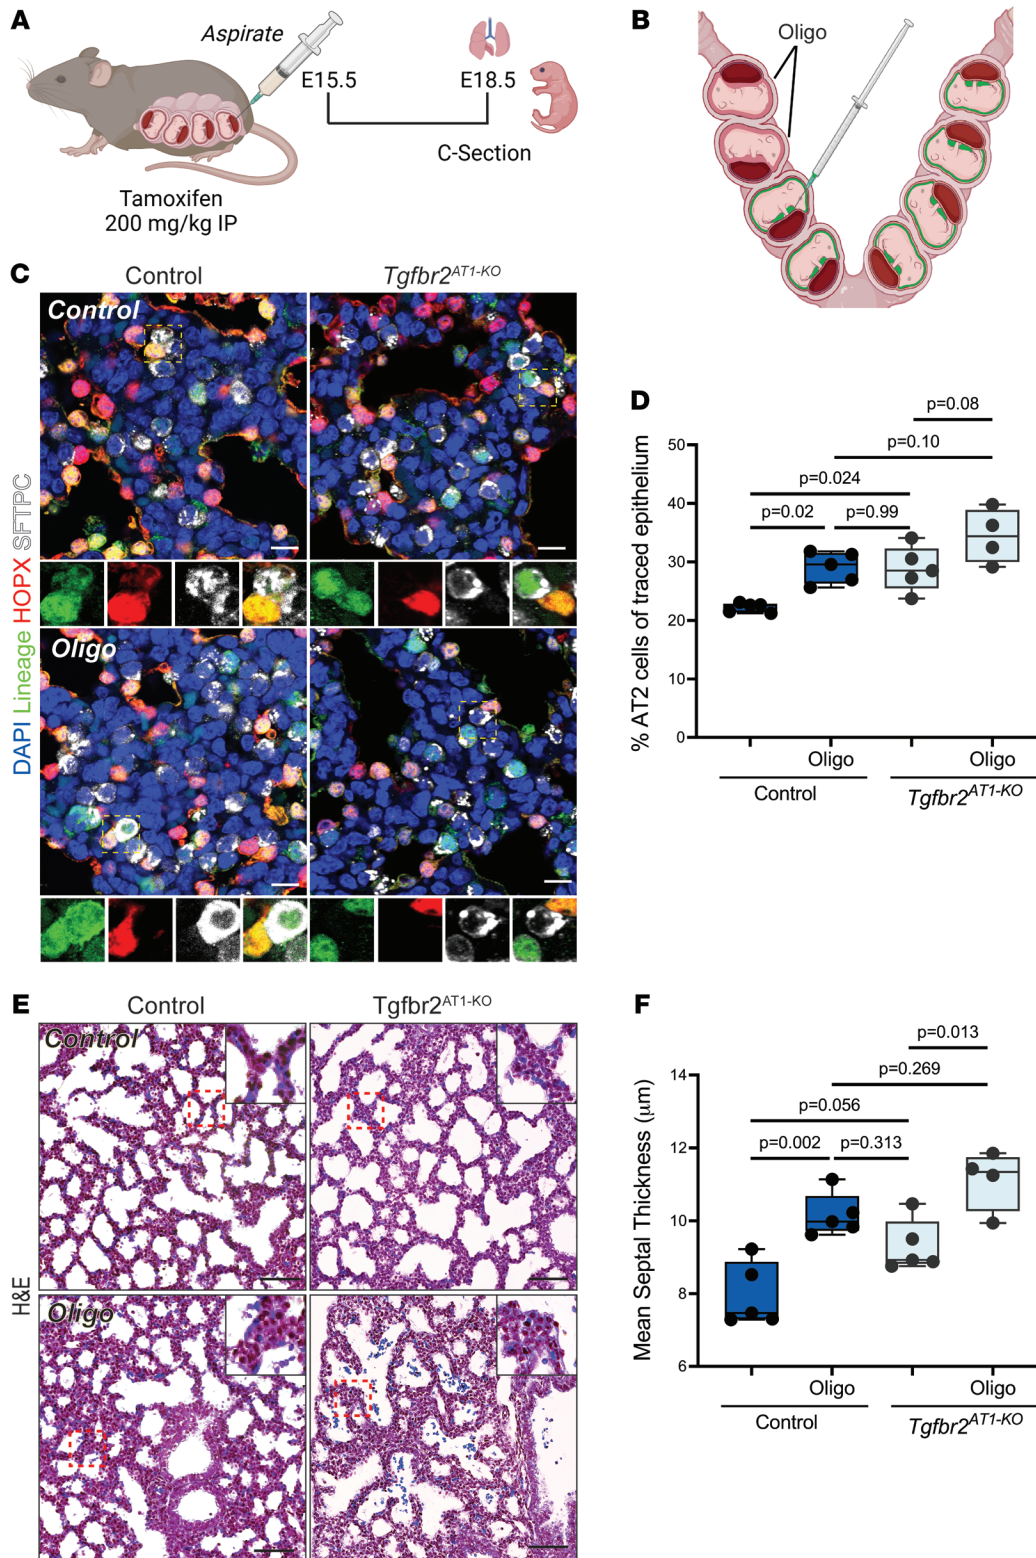 A
Aspirate
E15.5
E18.5
C-Section
Tamoxifen
200 mg/kg IP
B
Oligo
C
Control
Tgfbr2AT1-KO
DAPI Lineage HOPX SFTPC
Control
Oligo
D
% AT2 cells of traced epithelium
50
40
30
20
10
0
p=0.08
p=0.10
p=0.024
p=0.02
p=0.99
Oligo
Oligo
Control
Tgfbr2AT1-KO
E
Control
Tgfbr2AT1-KO
H&E
Control
Oligo
F
Mean Septal Thickness (μm)
14
12
10
8
6
p=0.013
p=0.269
p=0.056
p=0.002
p=0.313
Oligo
Oligo
Control
Tgfbr2AT1-KO